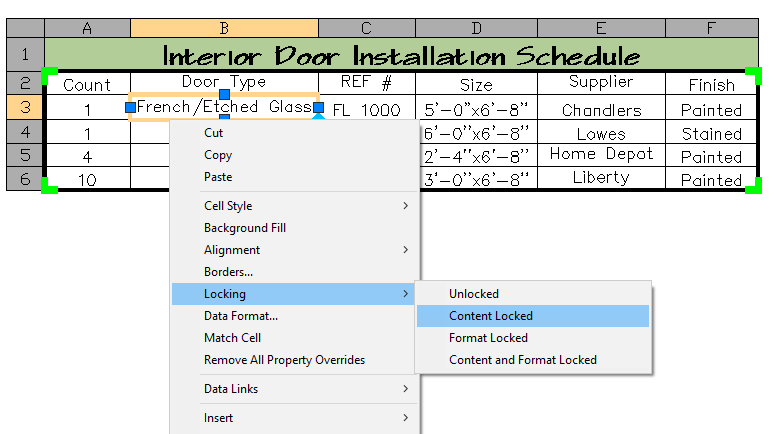 A B C D E F
1 Interior Door Installation Schedule
2 Count Door Type REF # Size Supplier Finish
3 1 French/Etched Glass FL 1000 5'-0"x6'-8" Chandlers Painted
4 1 6'-0"x6'-8" Lowes Stained
5 4 2'-4"x6'-8" Home Depot Painted
6 10 3'-0"x6'-8" Liberty Painted
Cut
Copy
Paste
Cell Style
Background Fill
Alignment
Borders...
Locking
Data Format...
Match Cell
Remove All Property Overrides
Data Links
Insert
Unlocked
Content Locked
Format Locked
Content and Format Locked